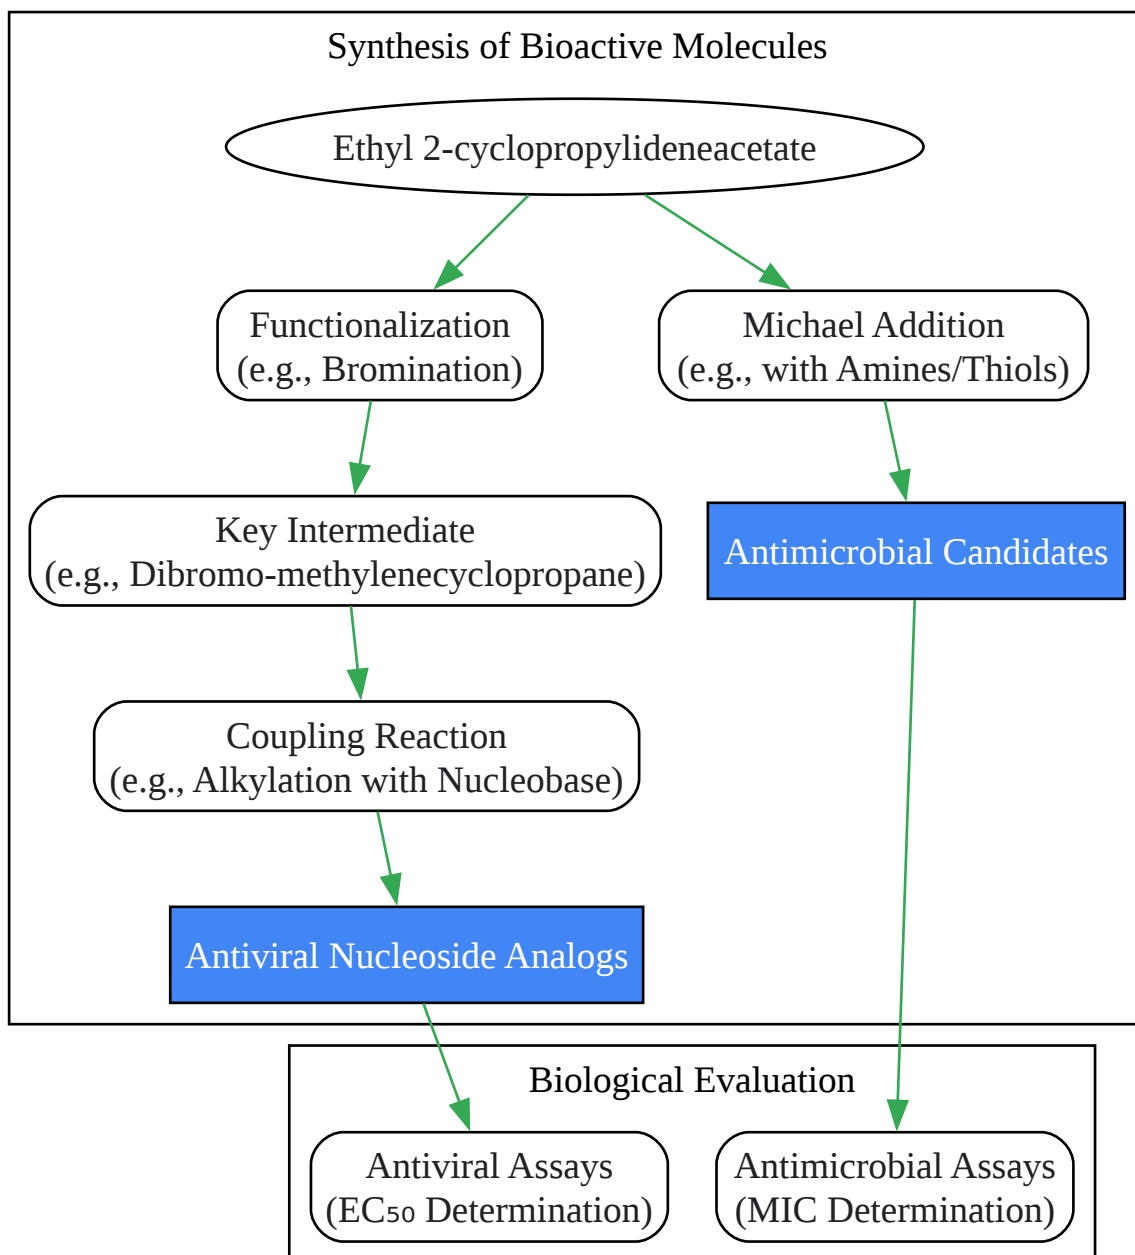 Synthesis of Bioactive Molecules
Ethyl 2-cyclopropylideneacetate
Functionalization
(e.g., Bromination)
Michael Addition
(e.g., with Amines/Thiols)
Key Intermediate
(e.g., Dibromo-methylenecyclopropane)
Antimicrobial Candidates
Coupling Reaction
(e.g., Alkylation with Nucleobase)
Antiviral Nucleoside Analogs
Biological Evaluation
Antiviral Assays
(EC₅₀ Determination)
Antimicrobial Assays
(MIC Determination)